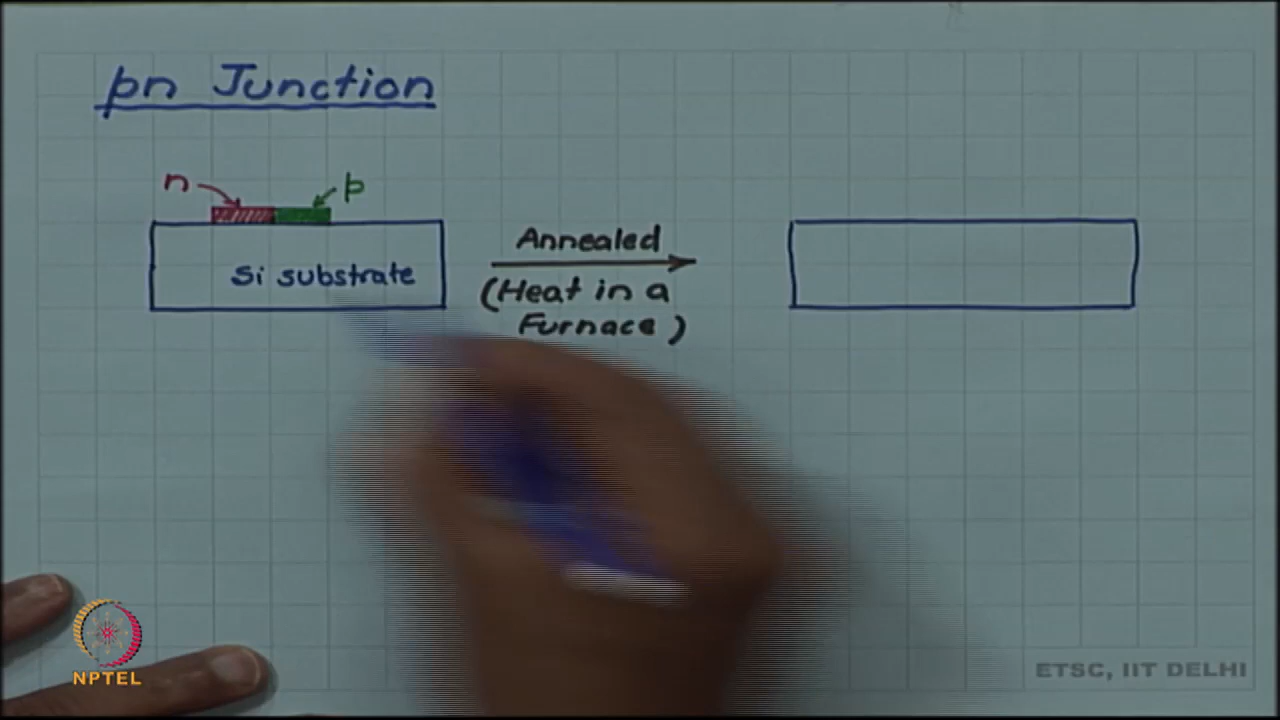 pn Junction
n
p
Si substrate
Annealed
(Heat in a
Furnace)
NPTEL
ETSC, IIT DELHI